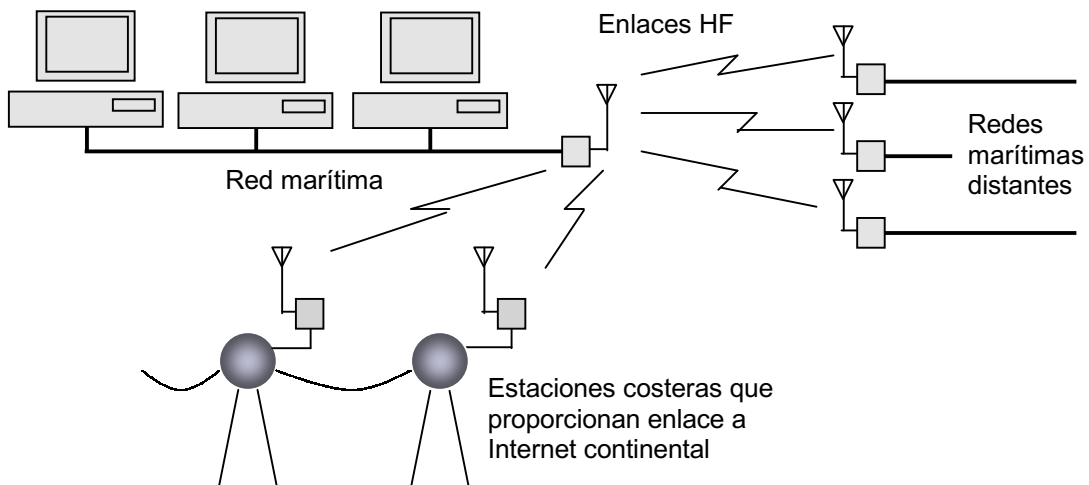 Enlaces HF
Red marítima
Redes
marítimas
distantes
Estaciones costeras que
proporcionan enlace a
Internet continental